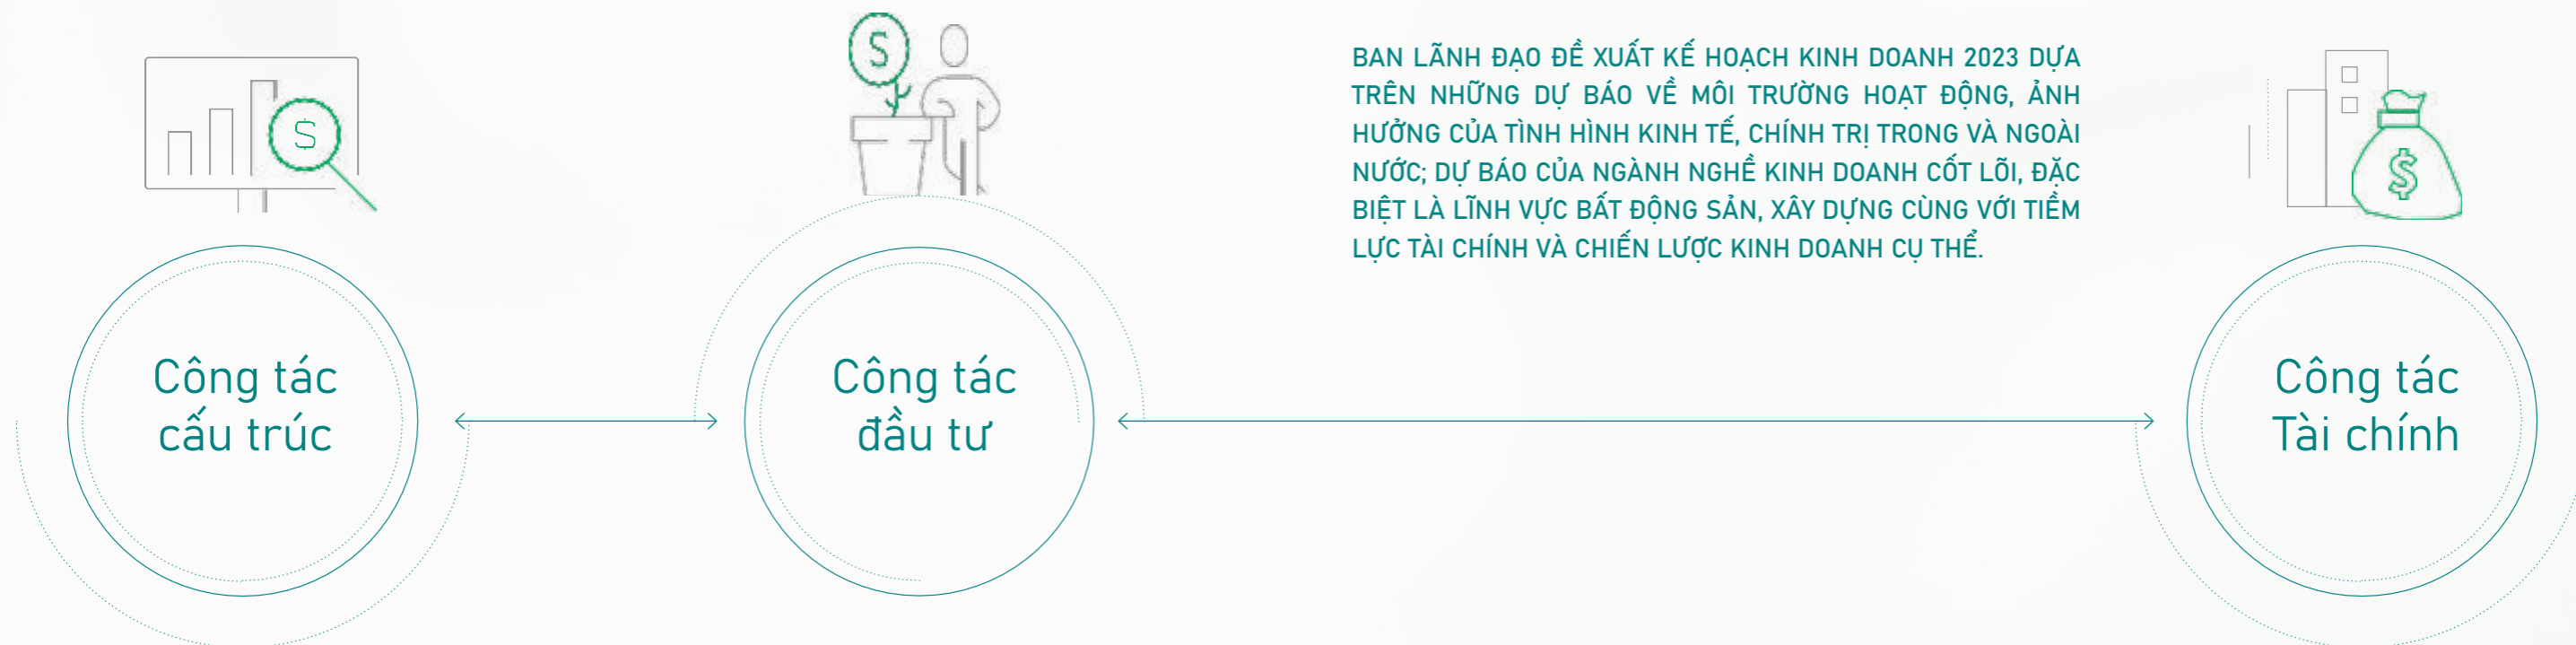 BAN LÃNH ĐẠO ĐỀ XUẤT KẾ HOẠCH KINH DOANH 2023 DỰA
TRÊN NHỮNG DỰ BÁO VỀ MÔI TRƯỜNG HOẠT ĐỘNG, ẢNH
HƯỞNG CỦA TÌNH HÌNH KINH TẾ, CHÍNH TRỊ TRONG VÀ NGOÀI
NƯỚC; DỰ BÁO CỦA NGÀNH NGHỀ KINH DOANH CỐT LÕI, ĐẶC
BIỆT LÀ LĨNH VỰC BẤT ĐỘNG SẢN, XÂY DỰNG CÙNG VỚI TIỀM
LỰC TÀI CHÍNH VÀ CHIẾN LƯỢC KINH DOANH CỤ THỂ.
Công tác
cấu trúc
Công tác
đầu tư
Công tác
Tài chính